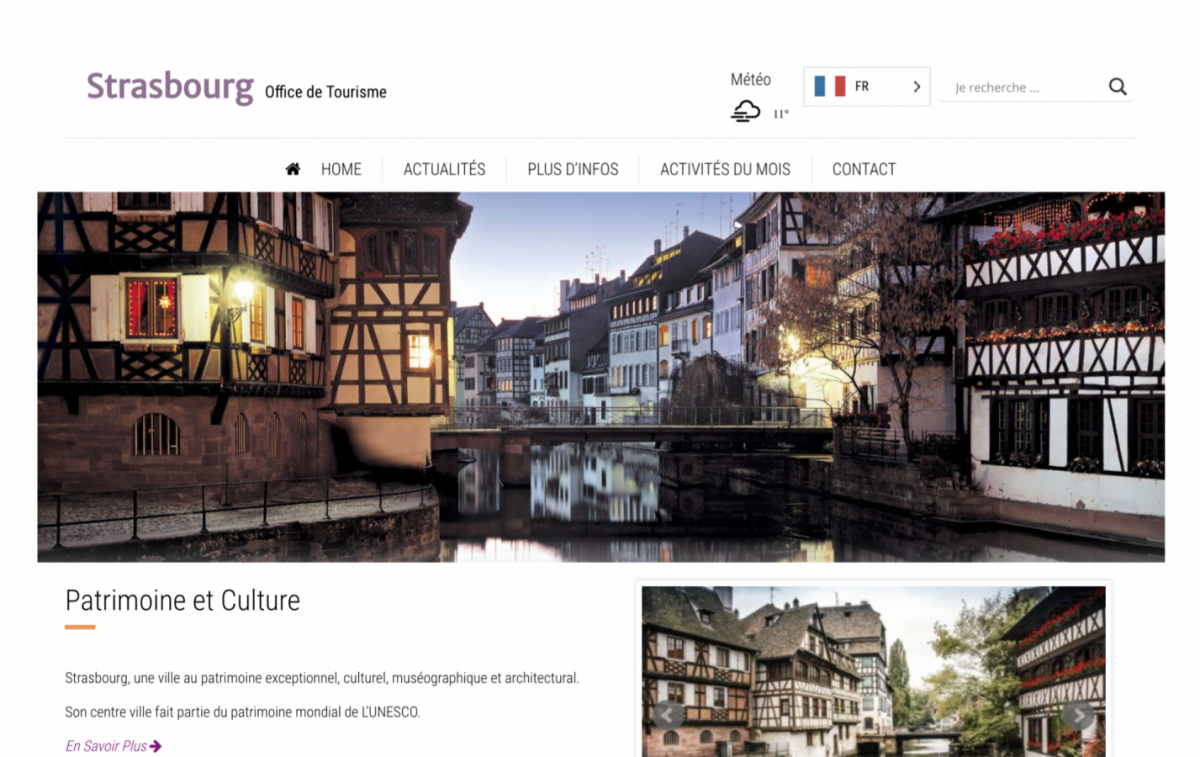 Strasbourg Office de Tourisme
Météo
11°
FR
Je recherche ...
HOME
ACTUALITÉS
PLUS D'INFOS
ACTIVITÉS DU MOIS
CONTACT
Patrimoine et Culture
Strasbourg, une ville au patrimoine exceptionnel, culturel, muséographique et architectural.
Son centre ville fait partie du patrimoine mondial de L'UNESCO.
En Savoir Plus